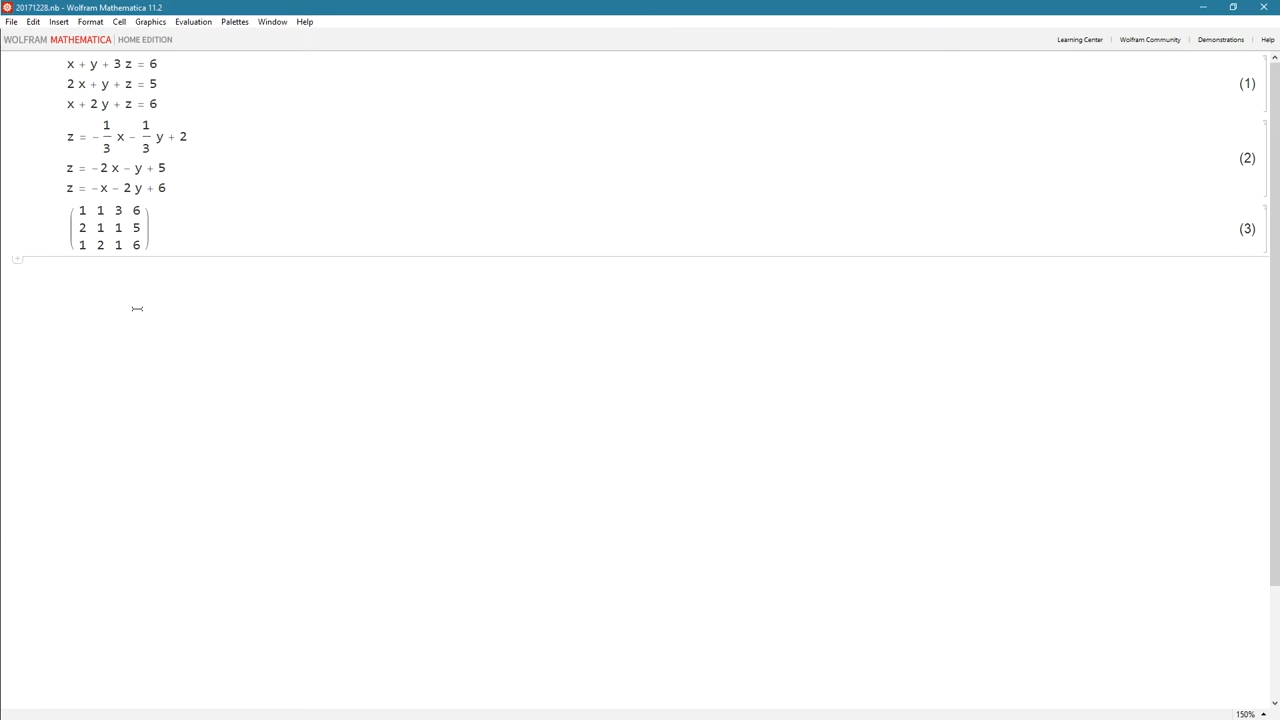 20171228.nb - Wolfram Mathematica 11.2
File Edit Insert Format Cell Graphics Evaluation Palettes Window Help
WOLFRAM MATHEMATICA | HOME EDITION Learning Center | Wolfram Community | Demonstrations | Help
x + y + 3 z = 6
2 x + y + z = 5
x + 2 y + z = 6
(1)
z = - 1/3 x - 1/3 y + 2
z = -2 x - y + 5
z = -x - 2 y + 6
(2)
1 1 3 6
2 1 1 5
1 2 1 6
(3)
150%